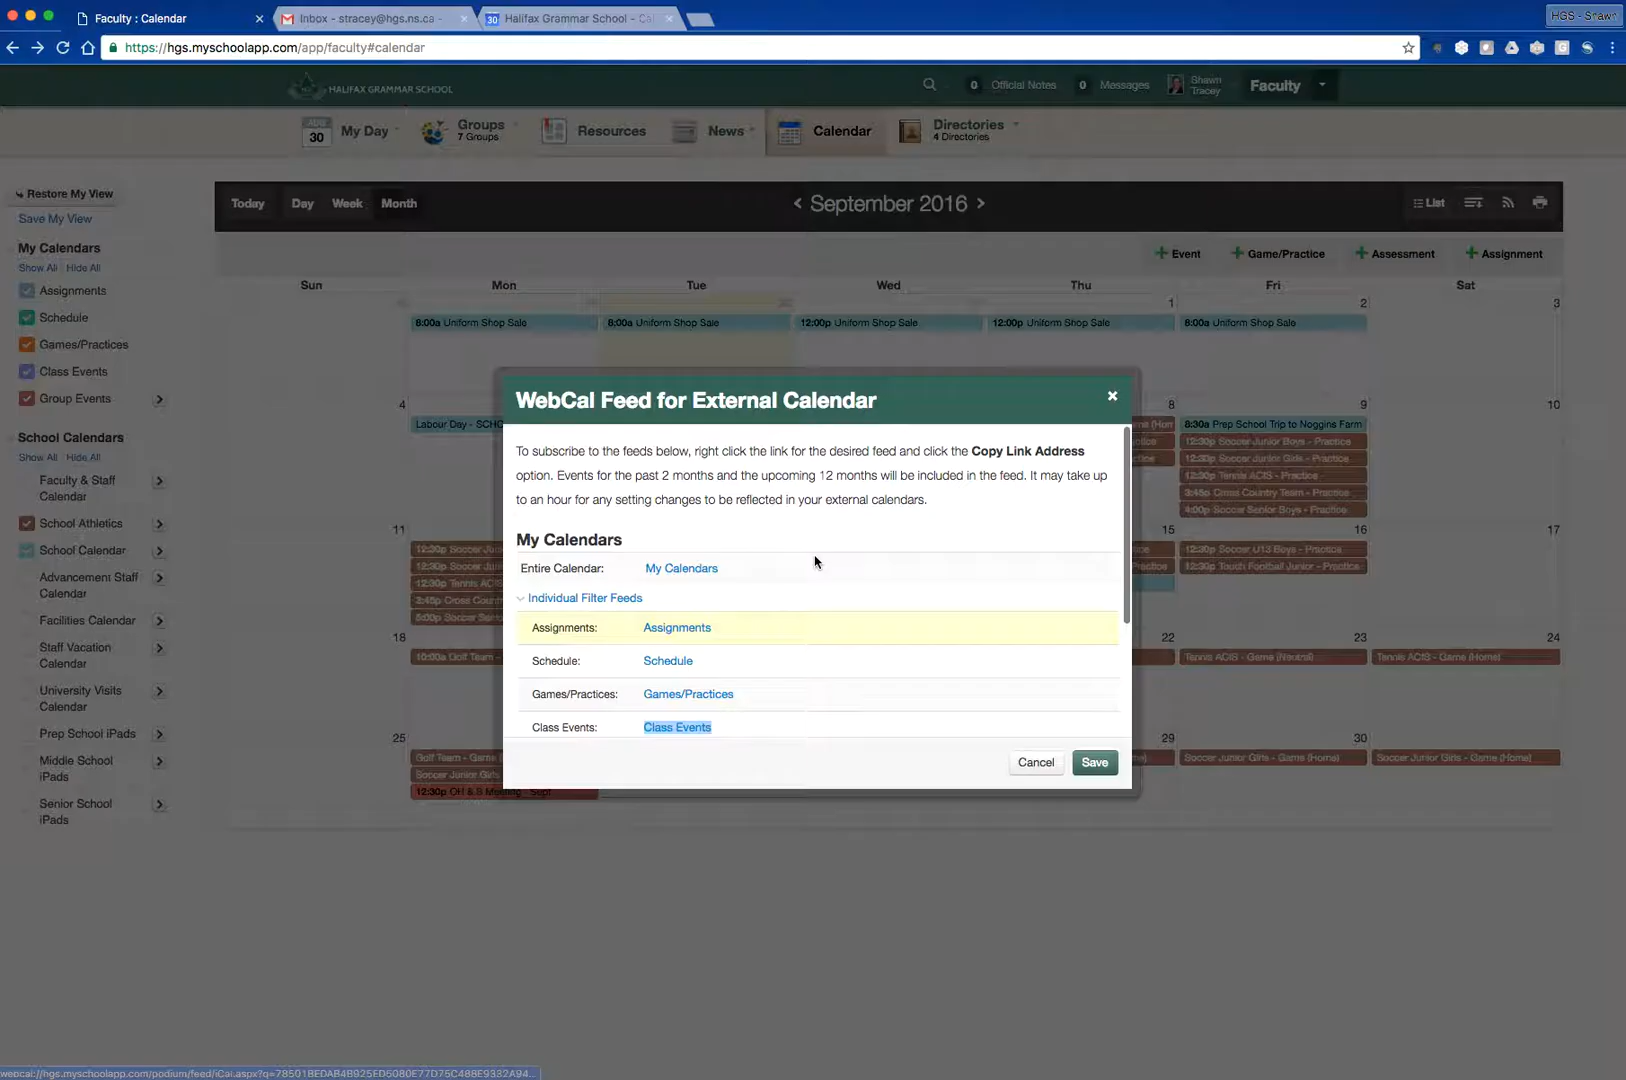 Faculty : Calendar
Inbox - stracey@hgs.ns.ca -
30 Halifax Grammar School - Cal
HGS - Shawn
https://hgs.myschoolapp.com/app/faculty#calendar
HALIFAX GRAMMAR SCHOOL
0 Official Notes
0 Messages
Shawn Tracey
Faculty
30 My Day
Groups
7 Groups
Resources
News
Calendar
Directories
4 Directories
Restore My View
Save My View
My Calendars
Show All Hide All
Assignments
Schedule
Games/Practices
Class Events
Group Events
School Calendars
Show All Hide All
Faculty & Staff
Calendar
School Athletics
School Calendar
Advancement Staff
Calendar
Facilities Calendar
Staff Vacation
Calendar
University Visits
Calendar
Prep School iPads
Middle School
iPads
Senior School
iPads
Today Day Week Month
< September 2016 >
List
+ Event + Game/Practice + Assessment + Assignment
Sun Mon Tue Wed Thu Fri Sat
1 2 3
8:00a Uniform Shop Sale
8:00a Uniform Shop Sale
12:00p Uniform Shop Sale
12:00p Uniform Shop Sale
8:00a Uniform Shop Sale
4 8 9 10
Labour Day - SCHO
8:30a Prep School Trip to Noggins Farm
12:30p Soccer Junior Boys - Practice
12:30p Soccer Junior Girls - Practice
12:30p Tennis ACIS - Practice
3:45p Cross Country Team - Practice
4:00p Soccer Senior Boys - Practice
11 15 16 17
12:30p Soccer Jun
12:30p Soccer Jun
12:30p Tennis ACIS
3:45p Cross Count
5:00p Soccer Sen
12:30p Soccer U13 Boys - Practice
12:30p Touch Football Junior - Practice
18 22 23 24
10:00a Golf Team -
Tennis ACIS - Game (Neutral)
Tennis ACIS - Game (Home)
25 29 30
Golf Team - Game
Soccer Junior Girls
12:30p OH & S Meeting - Sept
Soccer Junior Girls - Game (Home)
Soccer Junior Girls - Game (Home)
WebCal Feed for External Calendar
To subscribe to the feeds below, right click the link for the desired feed and click the Copy Link Address
option. Events for the past 2 months and the upcoming 12 months will be included in the feed. It may take up
to an hour for any setting changes to be reflected in your external calendars.
My Calendars
Entire Calendar: My Calendars
Individual Filter Feeds
Assignments: Assignments
Schedule: Schedule
Games/Practices: Games/Practices
Class Events: Class Events
Cancel Save